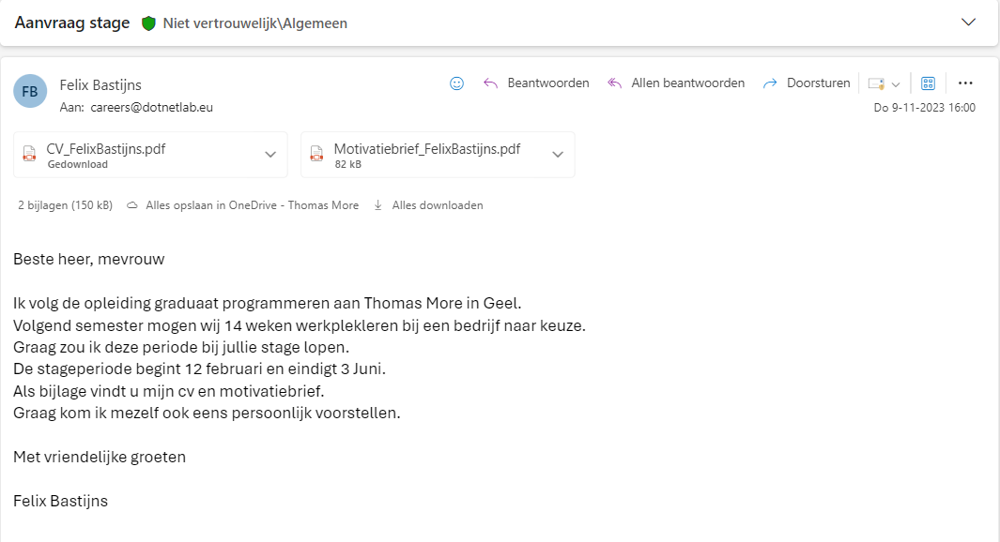 Aanvraag stage Niet vertrouwelijk\Algemeen
FB
Felix Bastijns
Beantwoorden Allen beantwoorden Doorsturen
Aan: careers@dotnetlab.eu
Do 9-11-2023 16:00
CV_FelixBastijns.pdf
Gedownload
Motivatiebrief_FelixBastijns.pdf
82 kB
2 bijlagen (150 kB) Alles opslaan in OneDrive - Thomas More Alles downloaden
Beste heer, mevrouw
Ik volg de opleiding graduaat programmeren aan Thomas More in Geel.
Volgend semester mogen wij 14 weken werkplekleren bij een bedrijf naar keuze.
Graag zou ik deze periode bij jullie stage lopen.
De stageperiode begint 12 februari en eindigt 3 Juni.
Als bijlage vindt u mijn cv en motivatiebrief.
Graag kom ik mezelf ook eens persoonlijk voorstellen.
Met vriendelijke groeten
Felix Bastijns